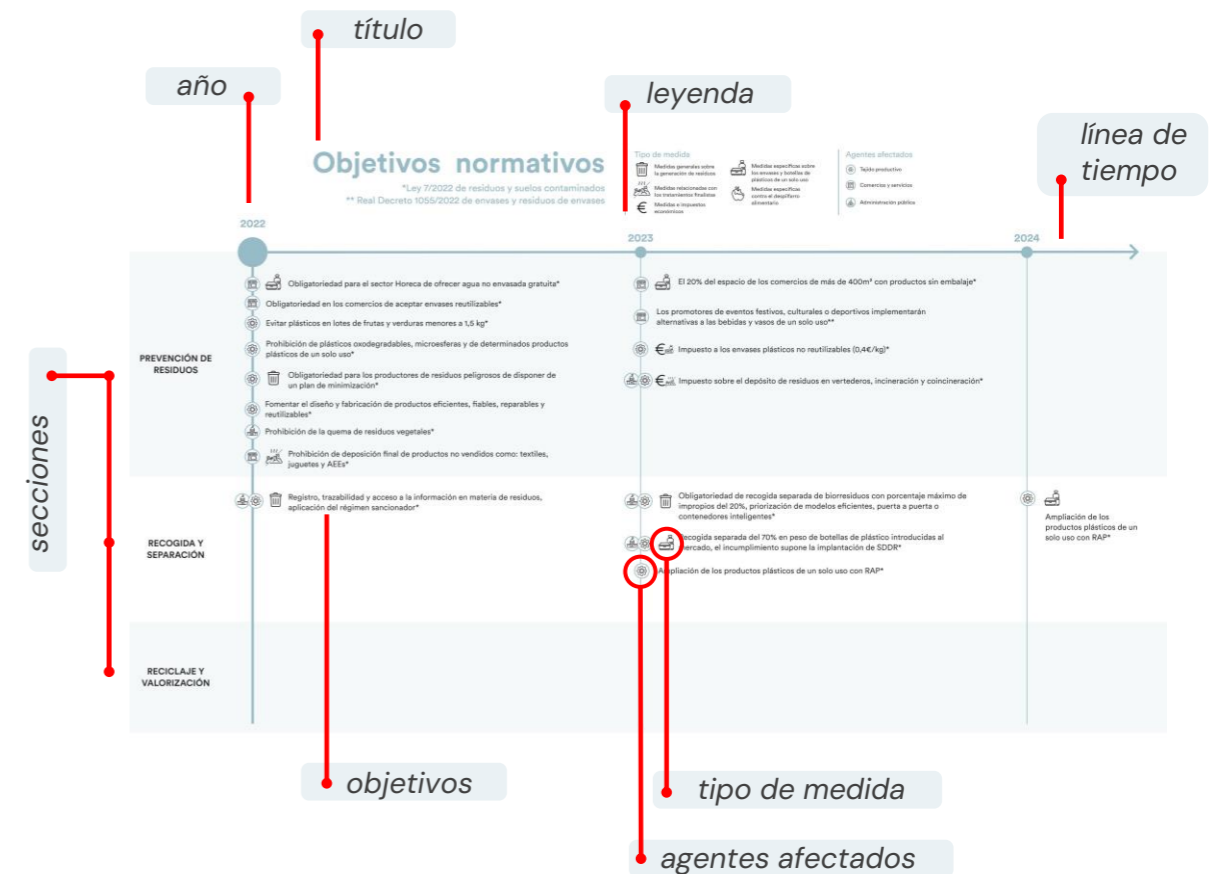 título
año
leyenda
línea de
tiempo
Objetivos normativos
*Ley 7/2022 de residuos y suelos contaminados
** Real Decreto 1055/2022 de envases y residuos de envases
Tipo de medida
Medidas generales sobre
la generación de residuos
Medidas relacionadas con
los tratamientos finalistas
€
Medidas e impuestos
económicos
Medidas específicas sobre
los envases y botellas de
plásticos de un solo uso
Medidas específicas
contra el despilfarro
alimentario
Agentes afectados
Tejido productivo
Comercios y servicios
Administración pública
2022
2023
2024
secciones
PREVENCIÓN DE
RESIDUOS
Obligatoriedad para el sector Horeca de ofrecer agua no envasada gratuita*
Obligatoriedad en los comercios de aceptar envases reutilizables*
Evitar plásticos en lotes de frutas y verduras menores a 1,5 kg*
Prohibición de plásticos oxodegradables, microesferas y de determinados productos
plásticos de un solo uso*
Obligatoriedad para los productores de residuos peligrosos de disponer de
un plan de minimización*
Fomentar el diseño y fabricación de productos eficientes, fiables, reparables y
reutilizables*
Prohibición de la quema de residuos vegetales*
Prohibición de deposición final de productos no vendidos como: textiles,
juguetes y AEEs*
El 20% del espacio de los comercios de más de 400m² con productos sin embalaje*
Los promotores de eventos festivos, culturales o deportivos implementarán
alternativas a las bebidas y vasos de un solo uso**
€ Impuesto a los envases plásticos no reutilizables (0,4€/kg)*
€ Impuesto sobre el depósito de residuos en vertederos, incineración y coincineración*
RECOGIDA Y
SEPARACIÓN
Registro, trazabilidad y acceso a la información en materia de residuos,
aplicación del régimen sancionador*
Obligatoriedad de recogida separada de biorresiduos con porcentaje máximo de
impropios del 20%, priorización de modelos eficientes, puerta a puerta o
contenedores inteligentes*
Recogida separada del 70% en peso de botellas de plástico introducidas al
mercado, el incumplimiento supone la implantación de SDDR*
Ampliación de los productos plásticos de un solo uso con RAP*
Ampliación de los
productos plásticos de un
solo uso con RAP*
RECICLAJE Y
VALORIZACIÓN
objetivos
tipo de medida
agentes afectados